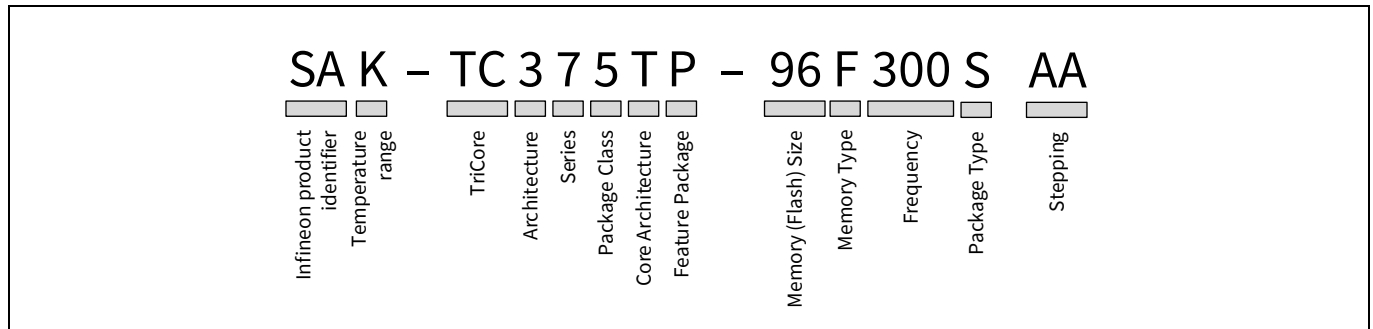 SA K – TC 3 7 5 T P – 96 F 300 S AA
Infineon product
identifier
Temperature
range
TriCore
Architecture
Series
Package Class
Core Architecture
Feature Package
Memory (Flash) Size
Memory Type
Frequency
Package Type
Stepping